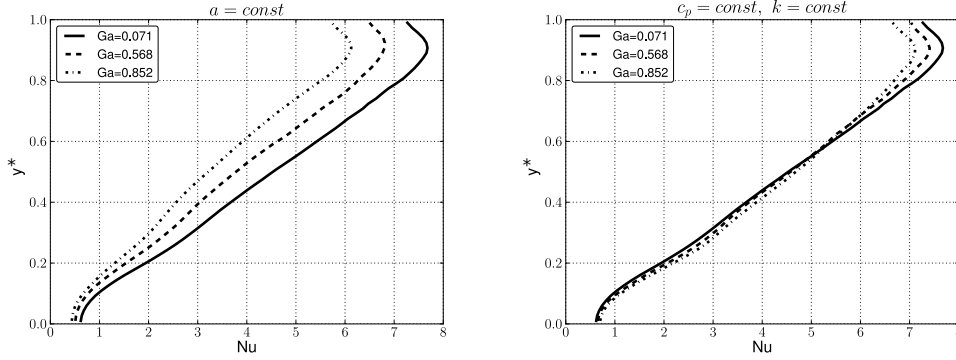 a = const
Ga=0.071
Ga=0.568
Ga=0.852
1.0
0.8
0.6
0.4
0.2
0.0
y*
0 1 2 3 4 5 6 7 8
Nu
c_p = const, k = const
Ga=0.071
Ga=0.568
Ga=0.852
1.0
0.8
0.6
0.4
0.2
0.0
y*
0 1 2 3 4 5 6 7
Nu